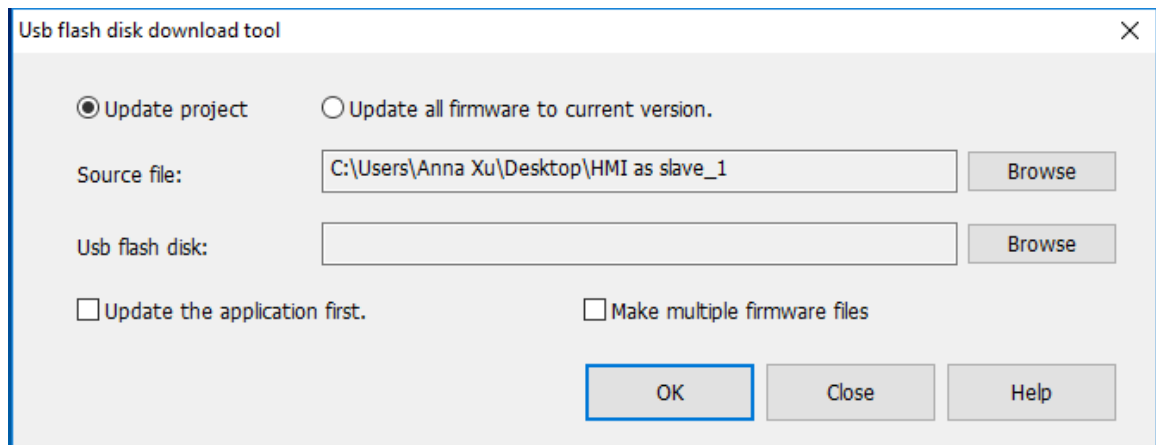 Usb flash disk download tool
Update project Update all firmware to current version.
Source file: C:\Users\Anna Xu\Desktop\HMI as slave_1 Browse
Usb flash disk: Browse
Update the application first. Make multiple firmware files
OK Close Help